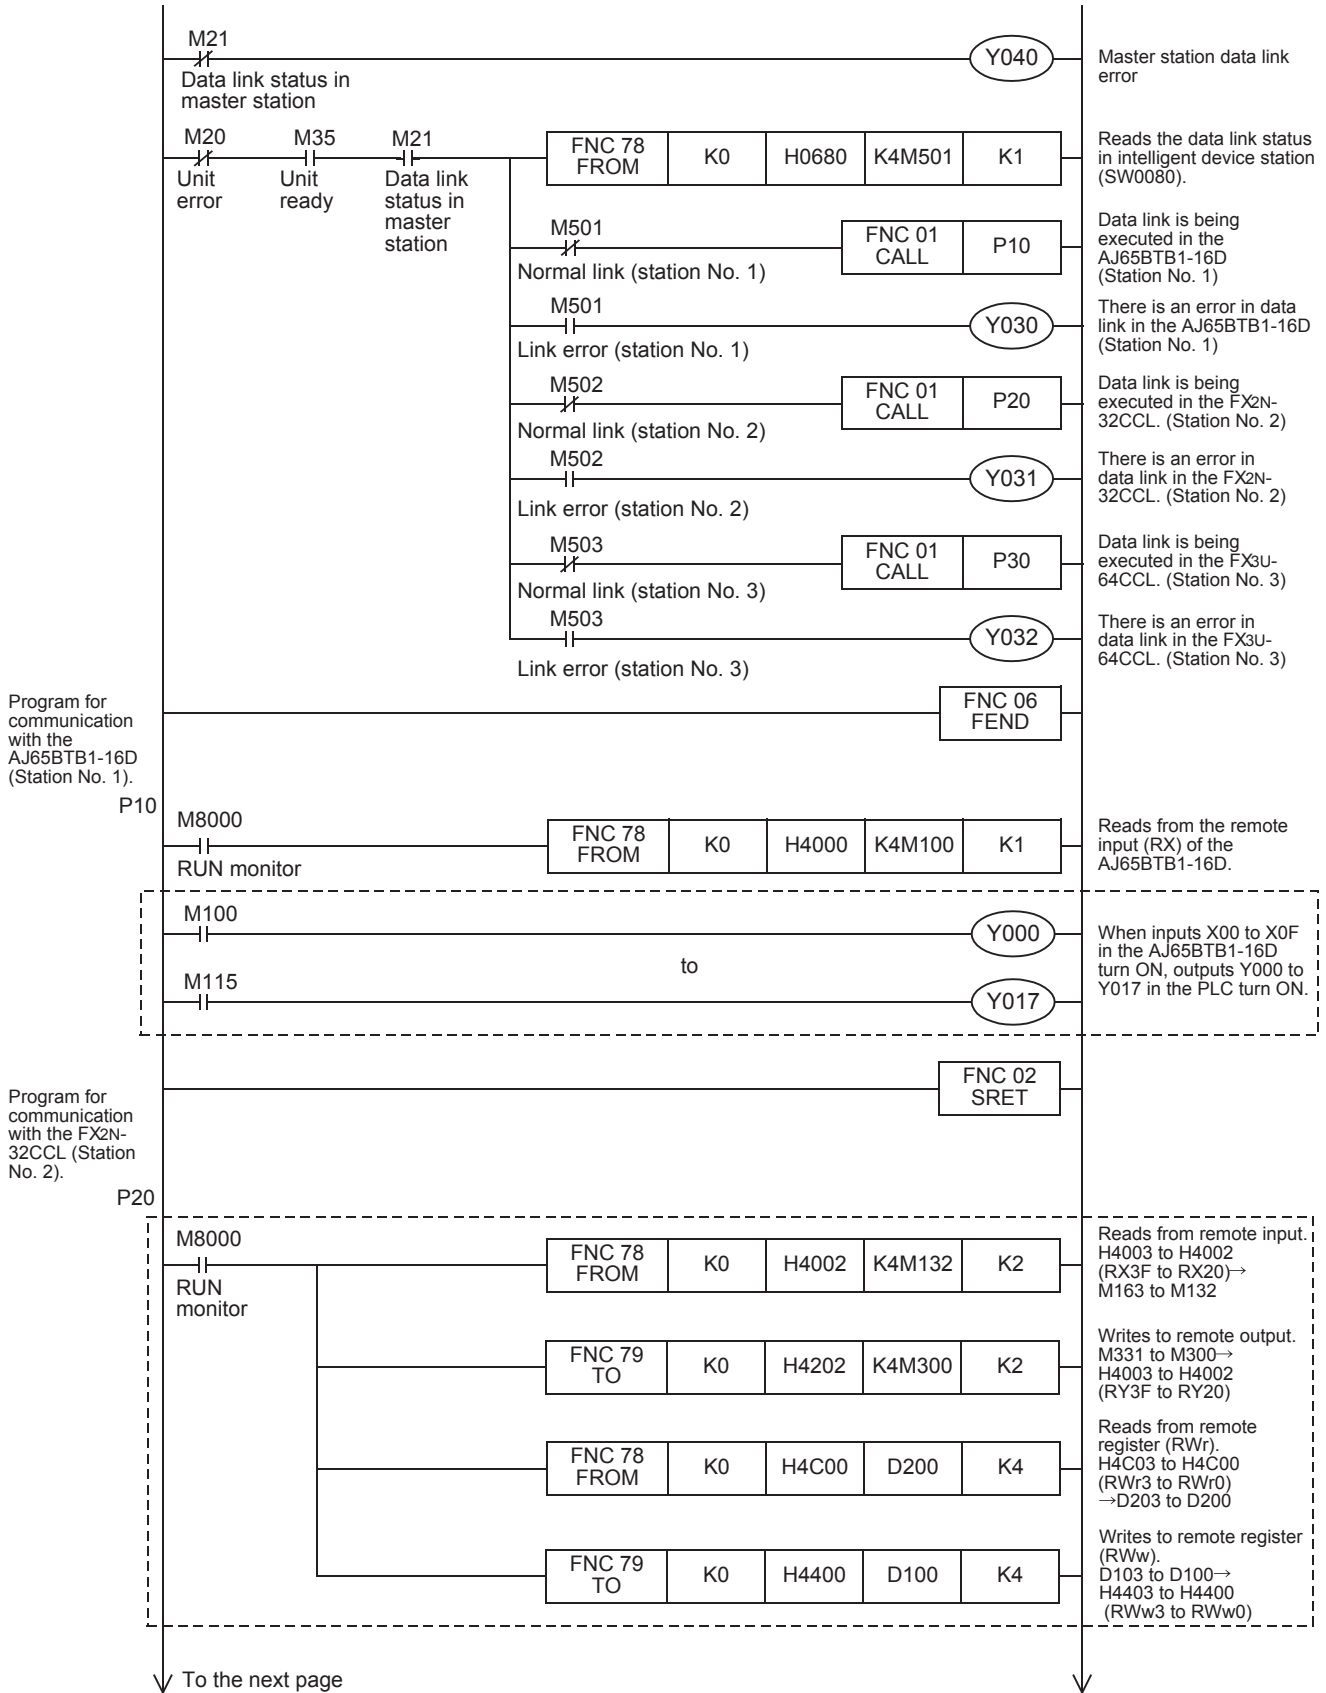 M21
Y040
Master station data link
error
Data link status in
master station
M20
M35
M21
Unit
error
Unit
ready
Data link
status in
master
station
FNC 78
FROM
K0
H0680
K4M501
K1
Reads the data link status
in intelligent device station
(SW0080).
M501
Normal link (station No. 1)
FNC 01
CALL
P10
Data link is being
executed in the
AJ65BTB1-16D
(Station No. 1)
M501
Link error (station No. 1)
Y030
There is an error in data
link in the AJ65BTB1-16D
(Station No. 1)
M502
Normal link (station No. 2)
FNC 01
CALL
P20
Data link is being
executed in the FX2N-
32CCL. (Station No. 2)
M502
Link error (station No. 2)
Y031
There is an error in
data link in the FX2N-
32CCL. (Station No. 2)
M503
Normal link (station No. 3)
FNC 01
CALL
P30
Data link is being
executed in the FX3U-
64CCL. (Station No. 3)
M503
Link error (station No. 3)
Y032
There is an error in
data link in the FX3U-
64CCL. (Station No. 3)
FNC 06
FEND
Program for
communication
with the
AJ65BTB1-16D
(Station No. 1).
P10
M8000
RUN monitor
FNC 78
FROM
K0
H4000
K4M100
K1
Reads from the remote
input (RX) of the
AJ65BTB1-16D.
M100
Y000
to
M115
Y017
When inputs X00 to X0F
in the AJ65BTB1-16D
turn ON, outputs Y000 to
Y017 in the PLC turn ON.
FNC 02
SRET
Program for
communication
with the FX2N-
32CCL (Station
No. 2).
P20
M8000
RUN
monitor
FNC 78
FROM
K0
H4002
K4M132
K2
Reads from remote input.
H4003 to H4002
(RX3F to RX20)→
M163 to M132
FNC 79
TO
K0
H4202
K4M300
K2
Writes to remote output.
M331 to M300→
H4003 to H4002
(RY3F to RY20)
FNC 78
FROM
K0
H4C00
D200
K4
Reads from remote
register (RWr).
H4C03 to H4C00
(RWr3 to RWr0)
→D203 to D200
FNC 79
TO
K0
H4400
D100
K4
Writes to remote register
(RWw).
D103 to D100→
H4403 to H4400
(RWw3 to RWw0)
To the next page